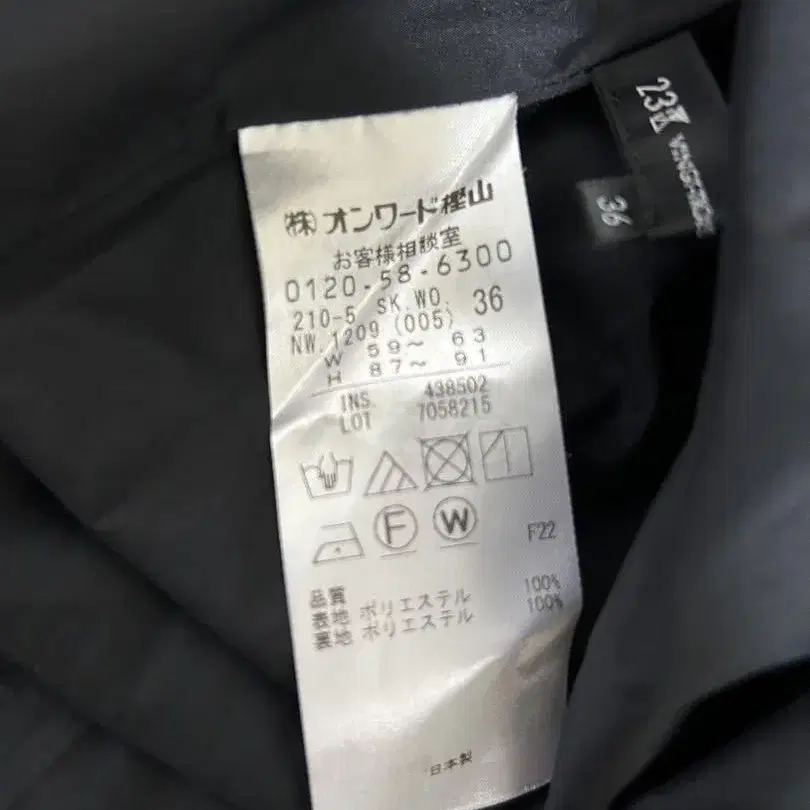 ㈱オンワード樫山
お客様相談室
0120-58-6300
210-5 SK.WO. 36
NW.1209 (005)
W 59～ 63
H 87～ 91
INS. 438502
LOT 7058215
F W F22
品質
表地 ポリエステル 100%
裏地 ポリエステル 100%
日本製
23区
36